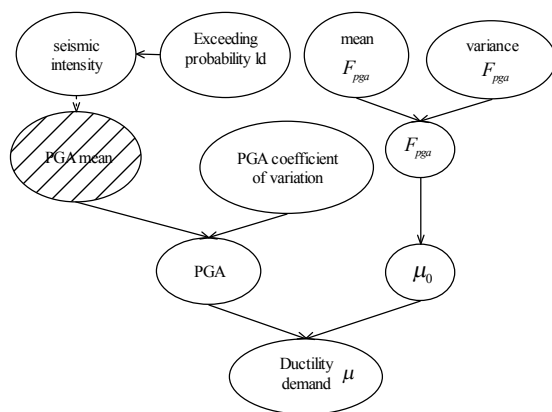 seismic
intensity
Exceeding
probability Id
mean
F_pga
variance
F_pga
PGA mean
PGA coefficient
of variation
F_pga
PGA
μ₀
Ductility
demand μ